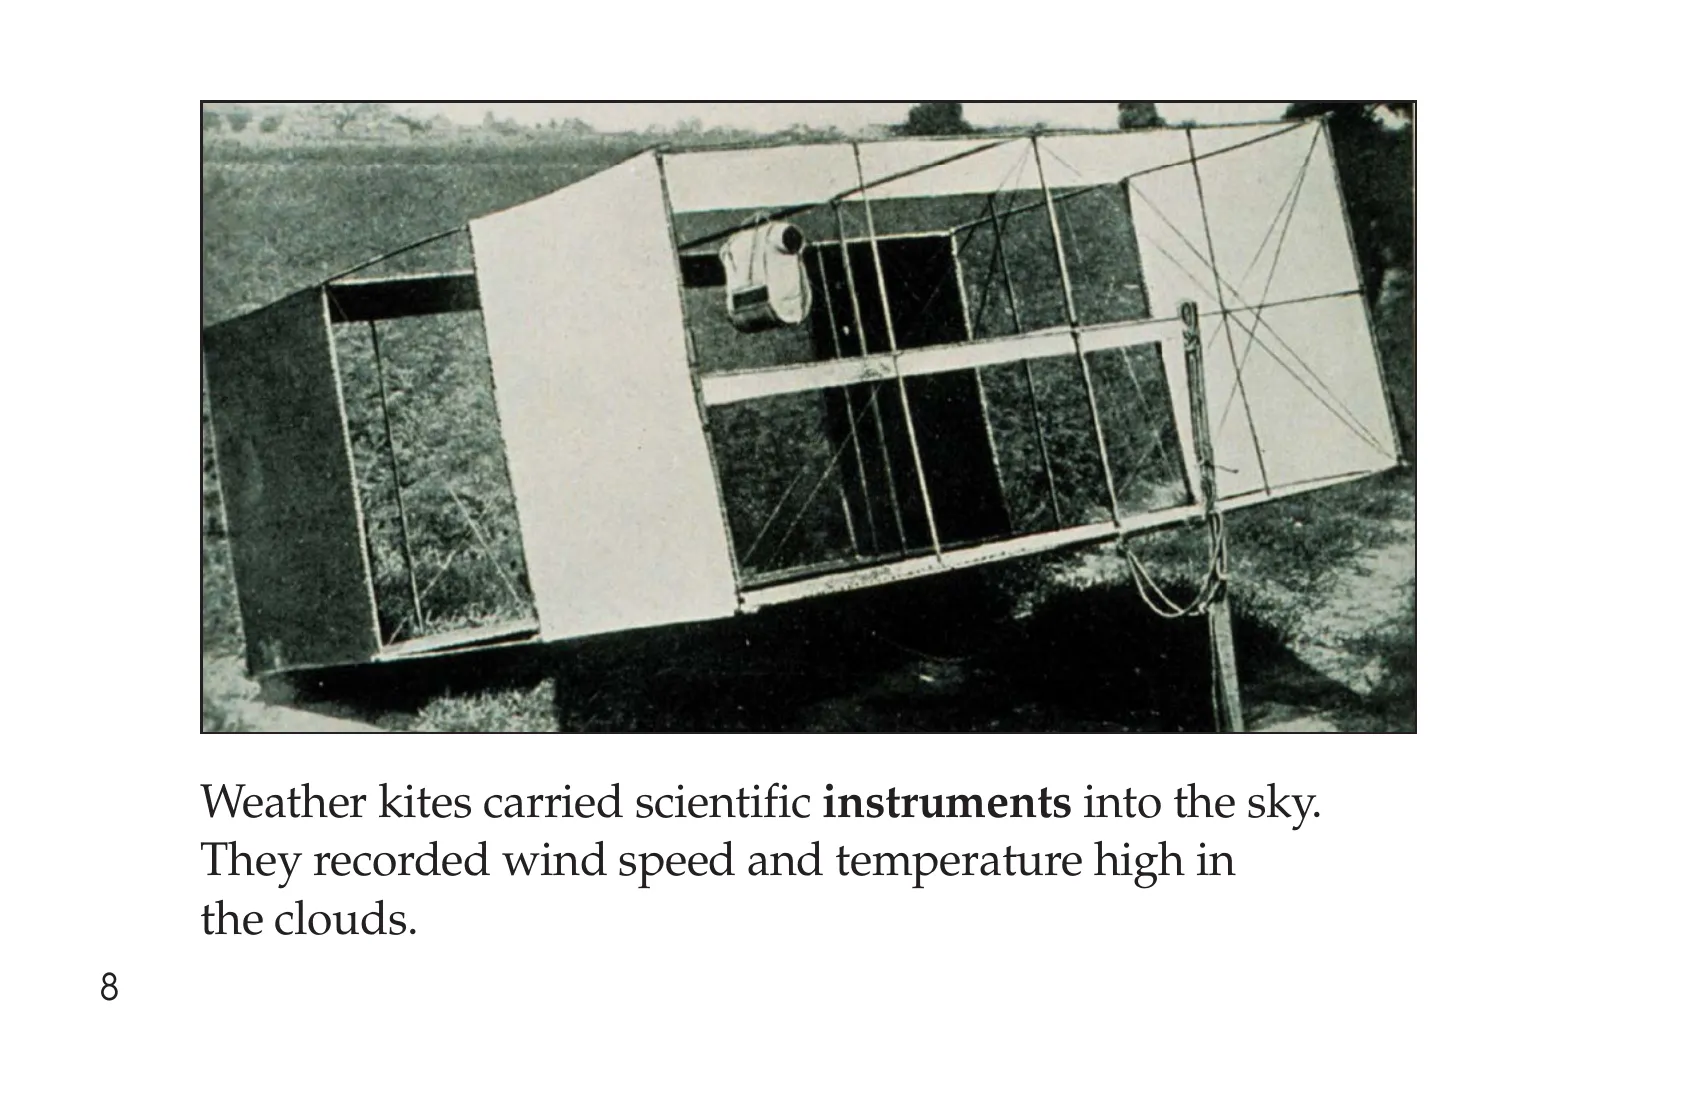 Weather kites carried scientific instruments into the sky.
They recorded wind speed and temperature high in
the clouds.
8